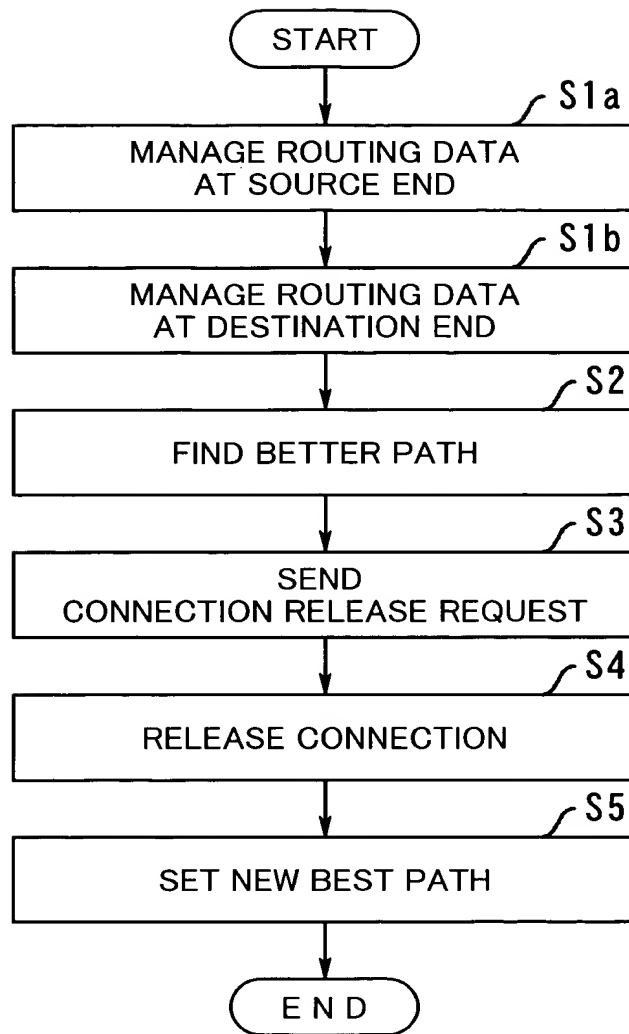 START
S1a
MANAGE ROUTING DATA
AT SOURCE END
S1b
MANAGE ROUTING DATA
AT DESTINATION END
S2
FIND BETTER PATH
S3
SEND
CONNECTION RELEASE REQUEST
S4
RELEASE CONNECTION
S5
SET NEW BEST PATH
END